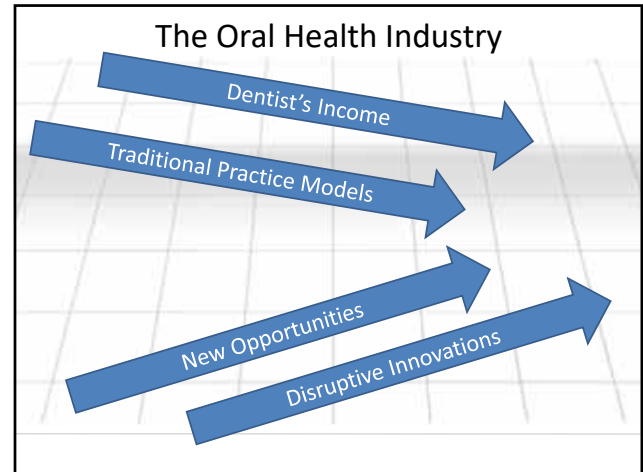 The Oral Health Industry
Dentist's Income
Traditional Practice Models
New Opportunities
Disruptive Innovations